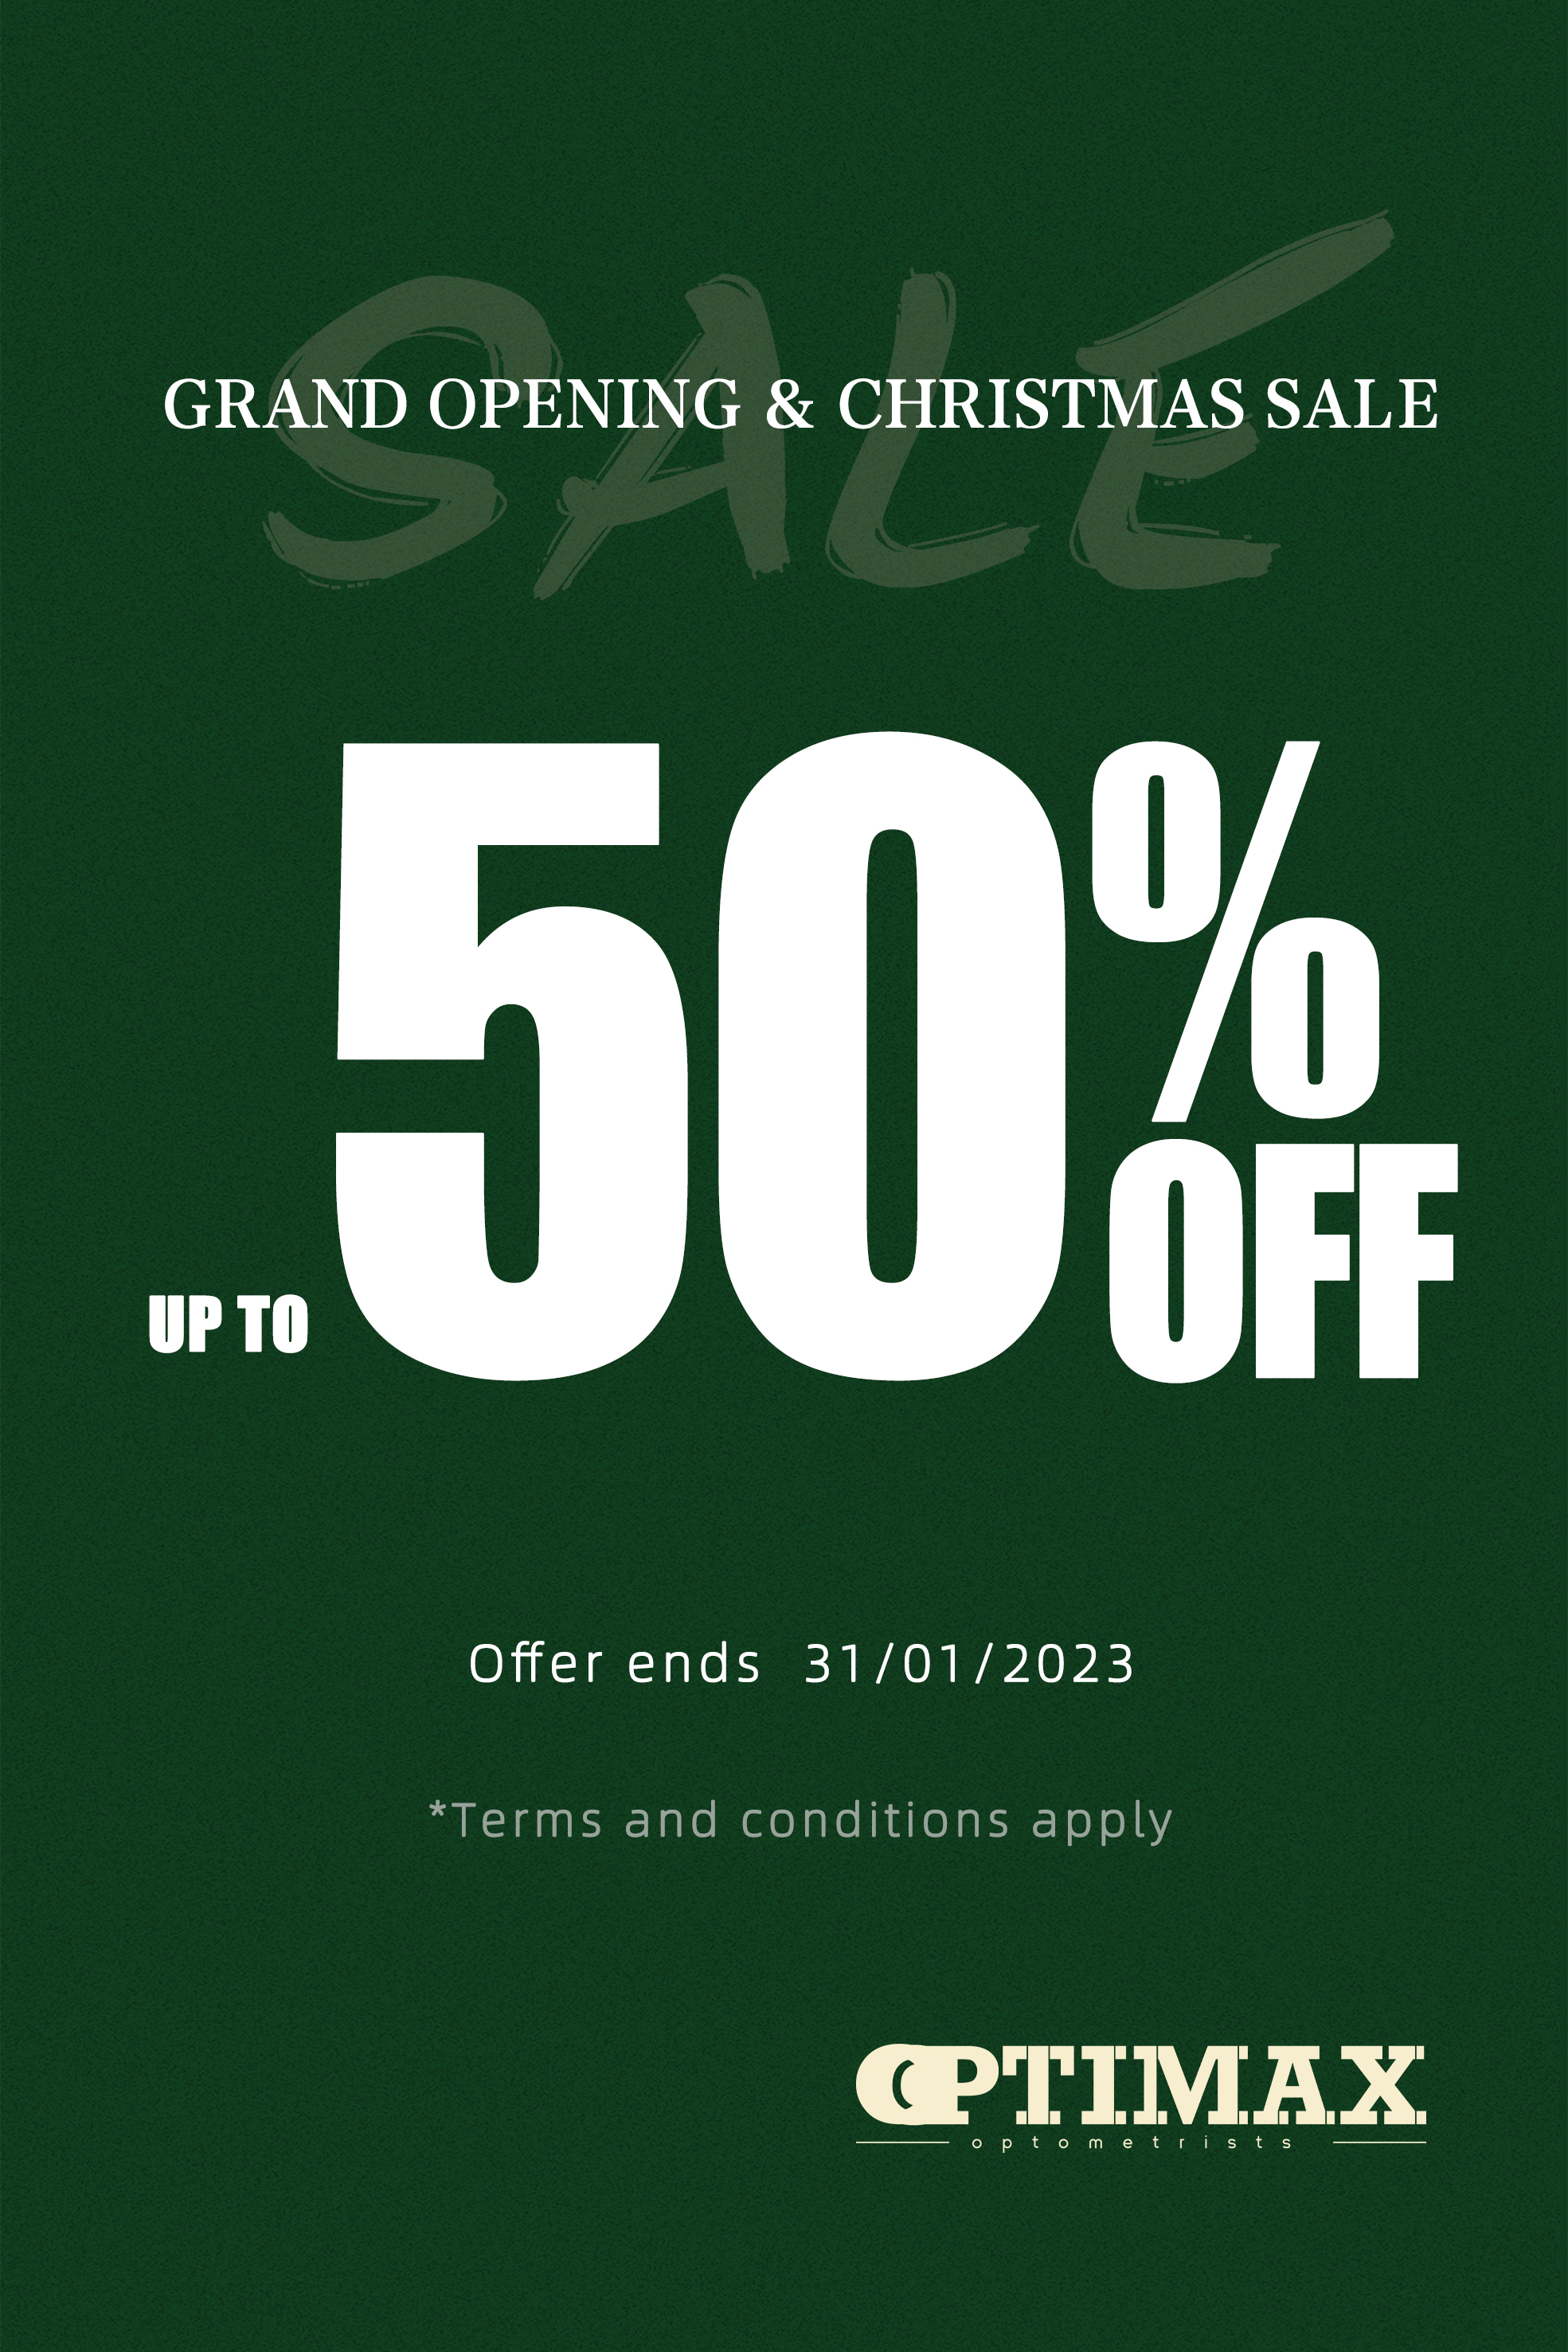 SALE
GRAND OPENING & CHRISTMAS SALE
UP TO 50% OFF
Offer ends 31/01/2023
*Terms and conditions apply
OPTIMAX
optometrists